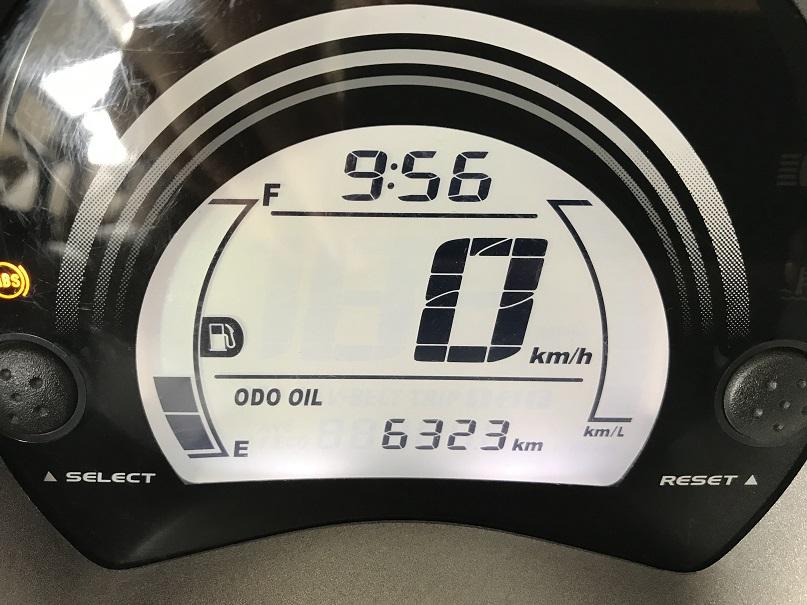 9:56
F
0 km/h
ABS
ODO OIL
6323 km
E
km/L
SELECT
RESET